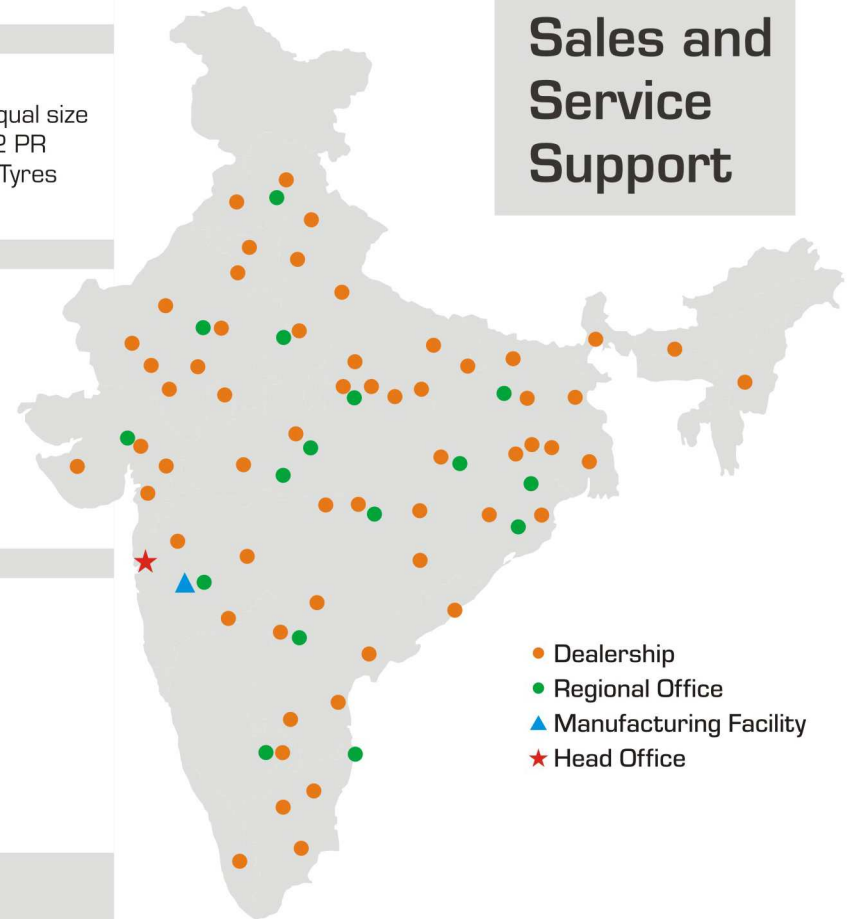 qual size
2 PR
Tyres
Sales and
Service
Support
Dealership
Regional Office
Manufacturing Facility
Head Office